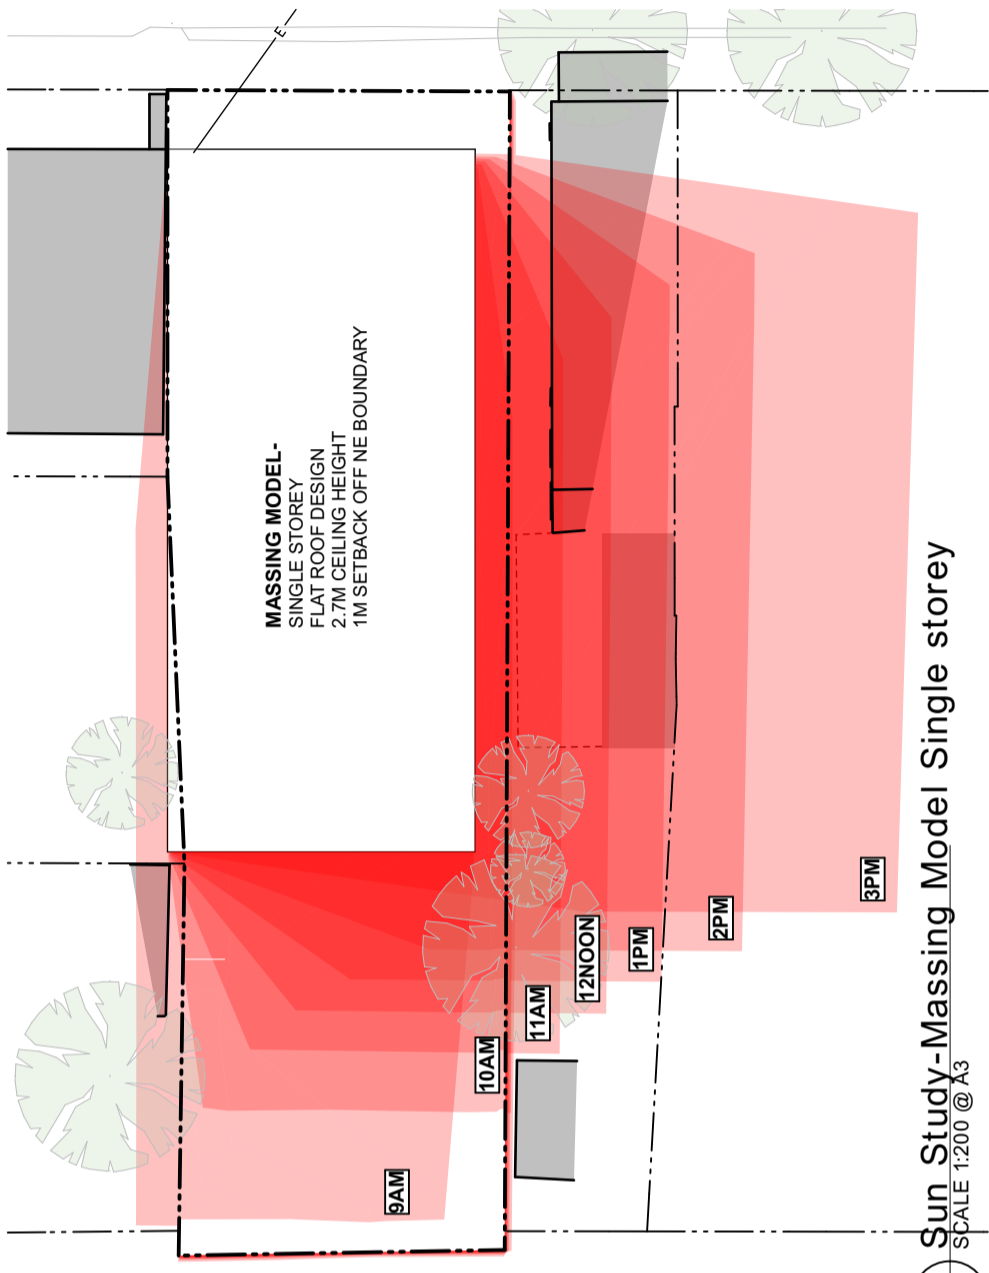 E
MASSING MODEL-
SINGLE STOREY
FLAT ROOF DESIGN
2.7M CEILING HEIGHT
1M SETBACK OFF NE BOUNDARY
9AM
10AM
11AM
12NOON
1PM
2PM
3PM
Sun Study-Massing Model Single storey
SCALE 1:200 @ A3